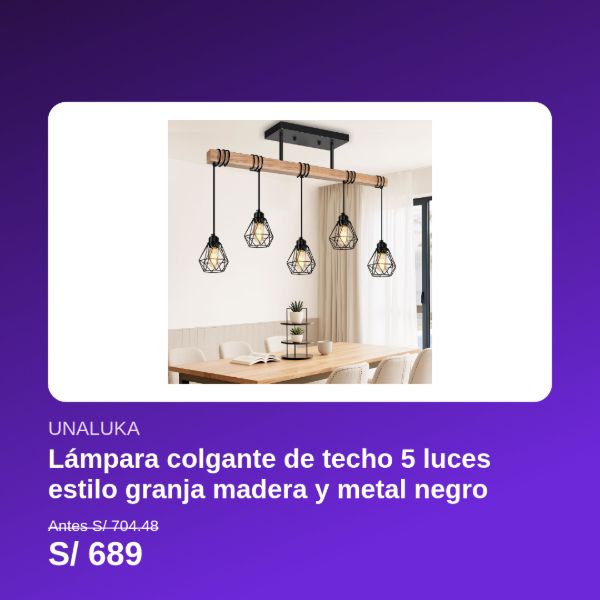 UNALUKA
Lámpara colgante de techo 5 luces
estilo granja madera y metal negro
Antes S/ 704.48
S/ 689